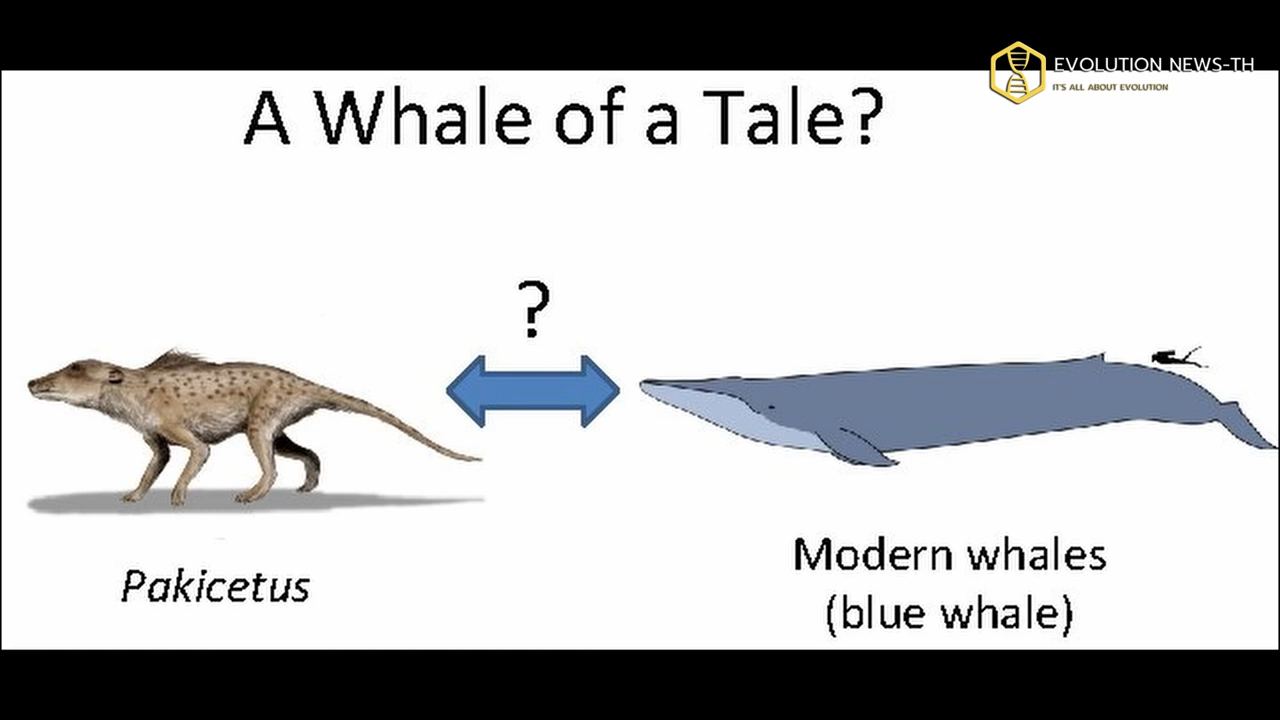 EVOLUTION NEWS-TH
IT'S ALL ABOUT EVOLUTION
A Whale of a Tale?
?
Pakicetus
Modern whales
(blue whale)